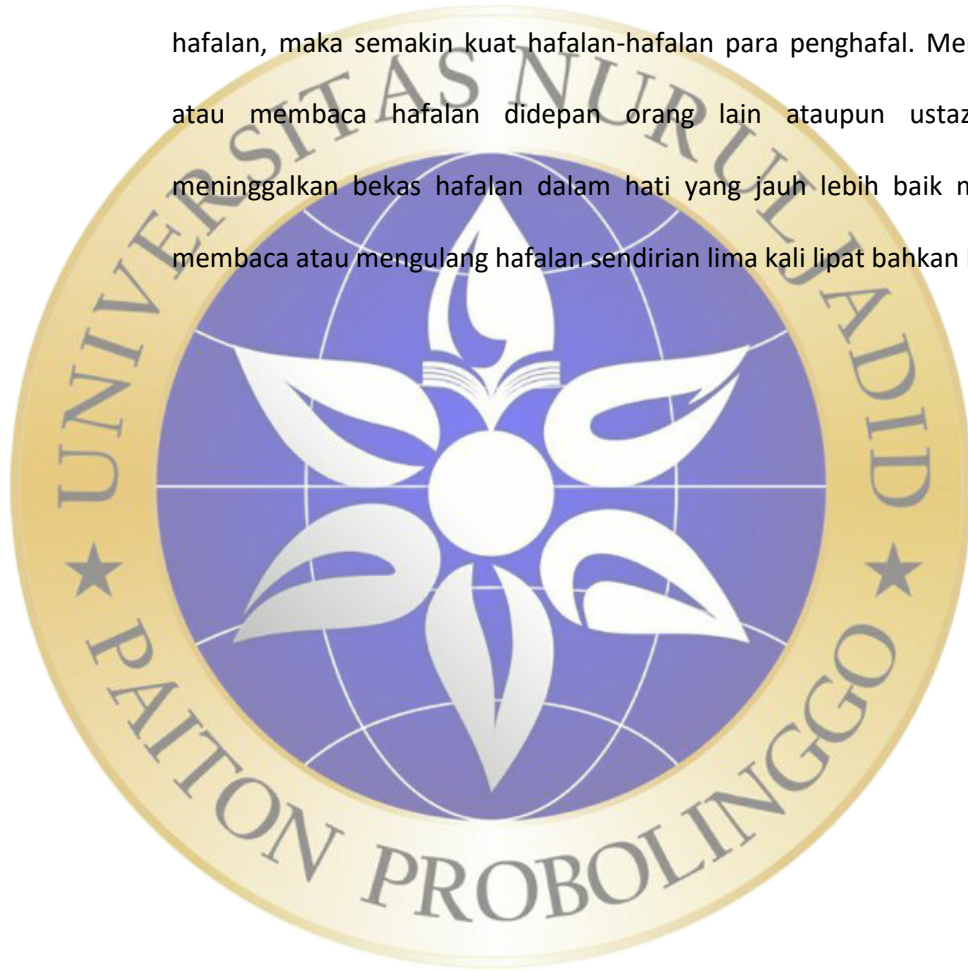 hafalan, maka semakin kuat hafalan-hafalan para penghafal.
atau membaca hafalan didepan orang lain ataupun
meninggalkan bekas hafalan dalam hati yang jauh lebih baik
membaca atau mengulang hafalan sendirian lima kali lipat bahkan
UNIVERSITAS NURUL JADID
★ PAITON PROBOLINGGO ★